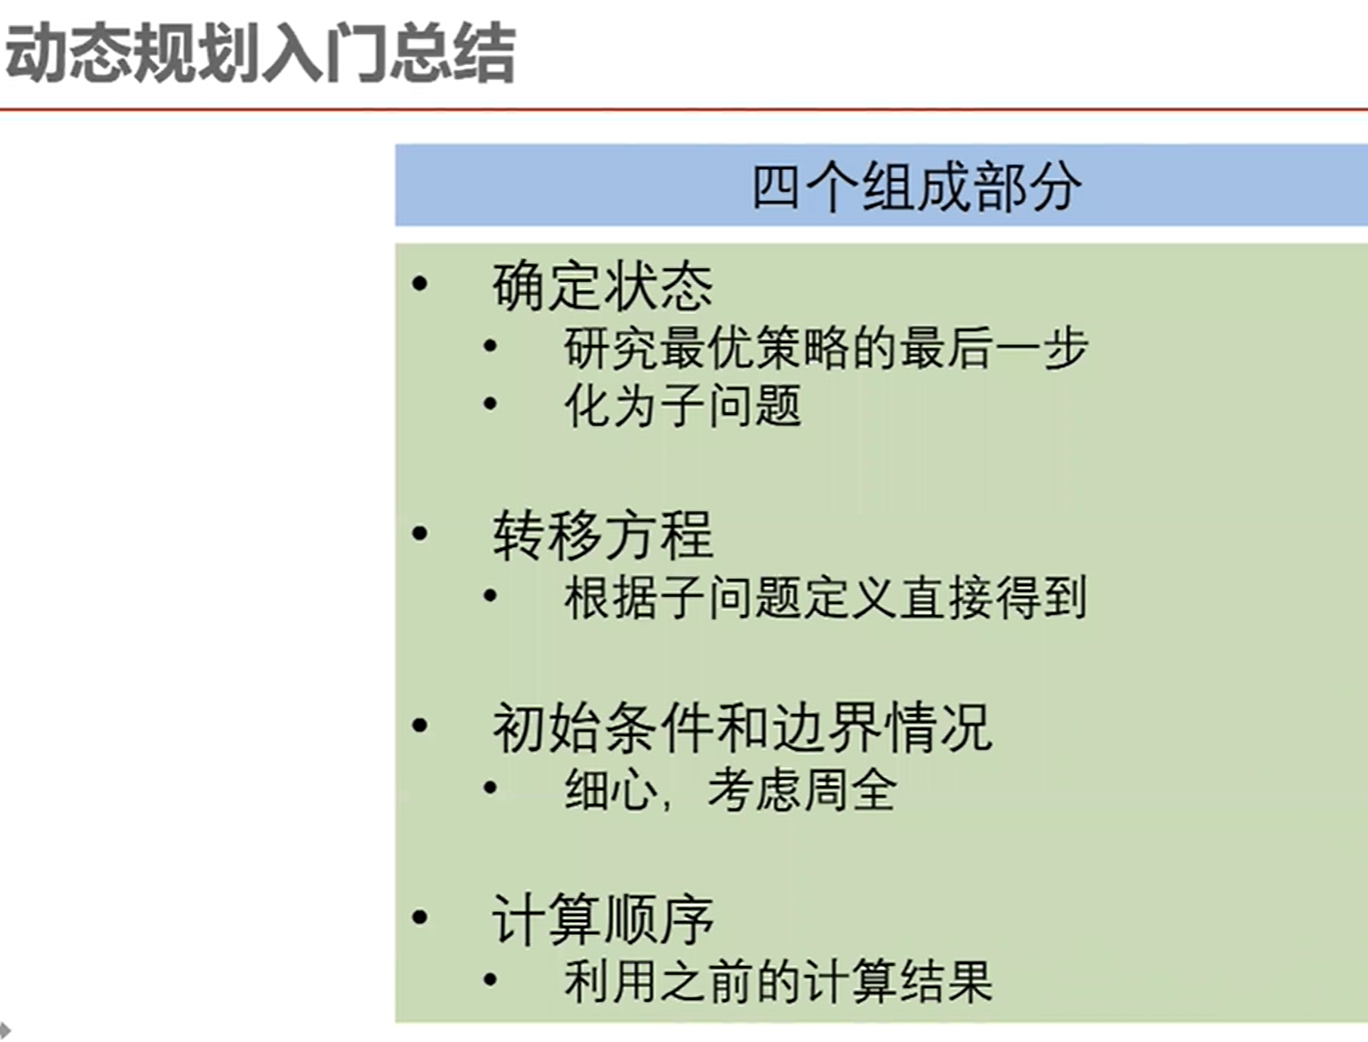 动态规划入门总结
四个组成部分
• 确定状态
• 研究最优策略的最后一步
• 化为子问题
• 转移方程
• 根据子问题定义直接得到
• 初始条件和边界情况
• 细心，考虑周全
• 计算顺序
• 利用之前的计算结果